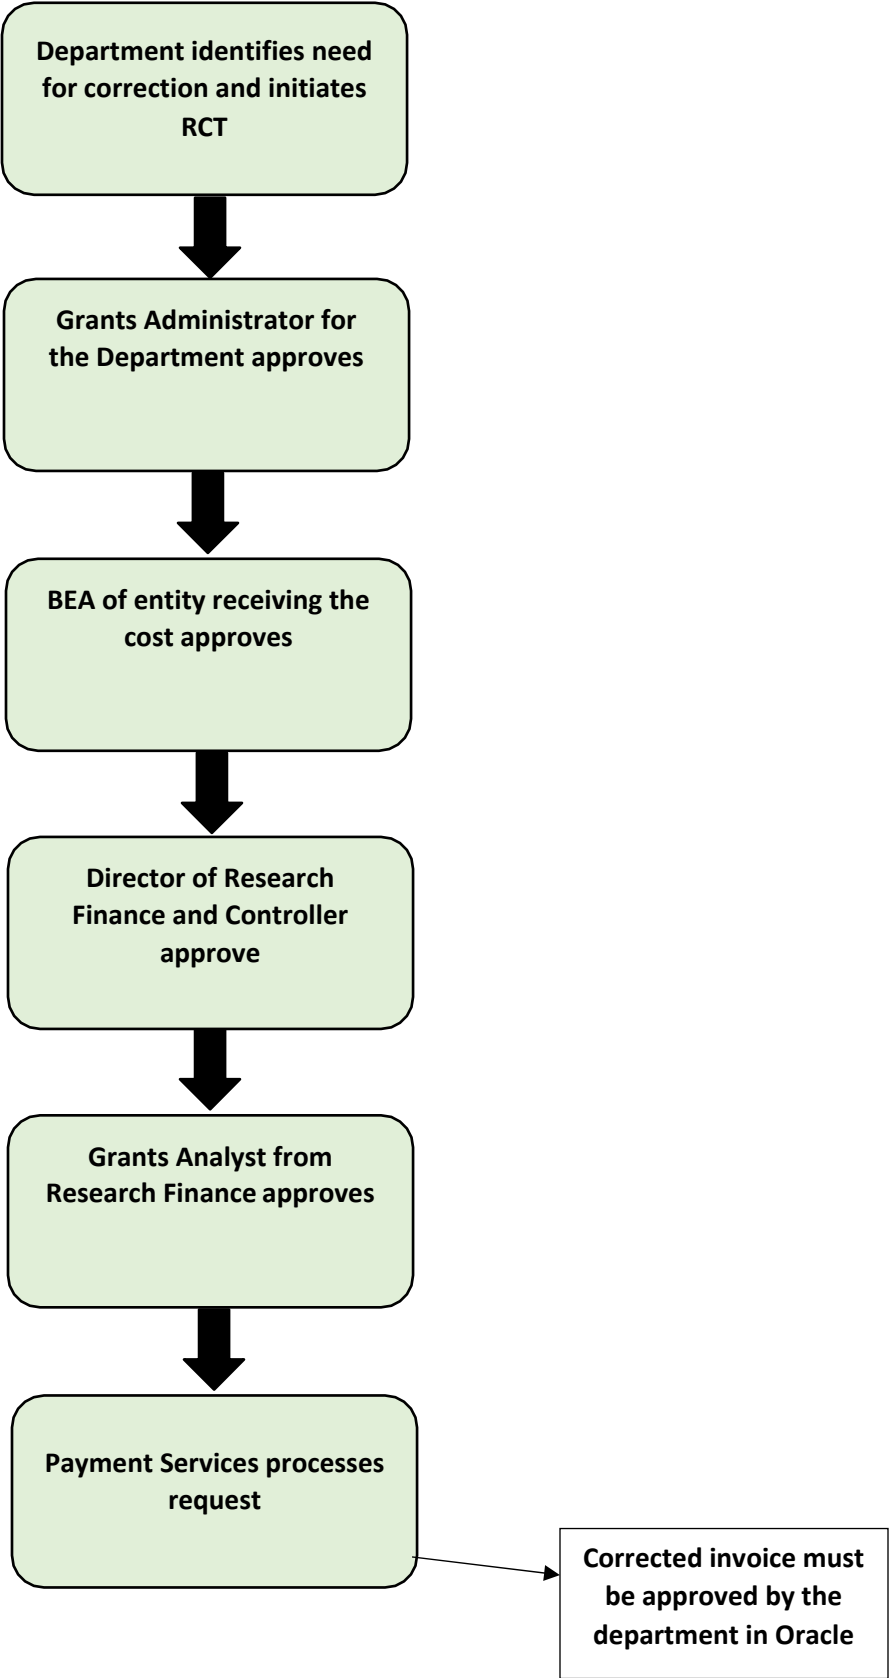 Department identifies need
for correction and initiates
RCT
Grants Administrator for
the Department approves
BEA of entity receiving the
cost approves
Director of Research
Finance and Controller
approve
Grants Analyst from
Research Finance approves
Payment Services processes
request
Corrected invoice must
be approved by the
department in Oracle